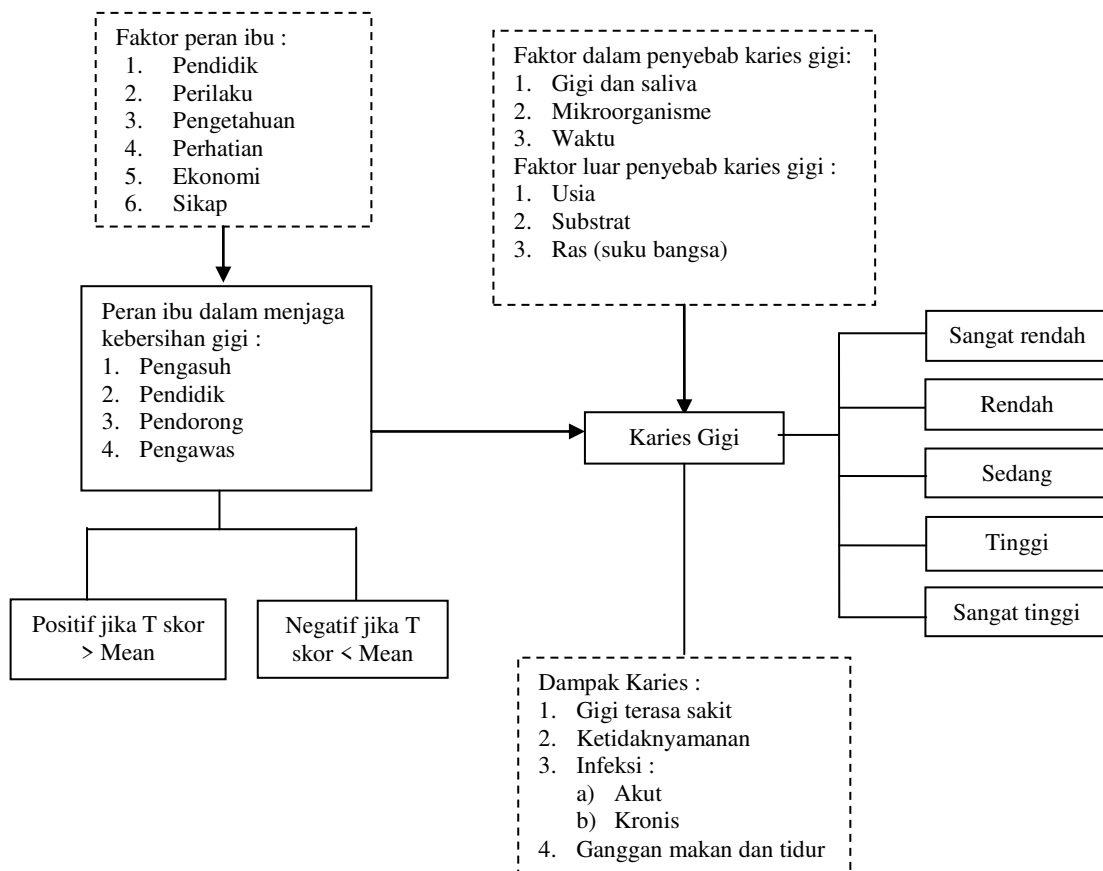 Faktor peran ibu :
1. Pendidik
2. Perilaku
3. Pengetahuan
4. Perhatian
5. Ekonomi
6. Sikap
Faktor dalam penyebab karies gigi:
1. Gigi dan saliva
2. Mikroorganisme
3. Waktu
Faktor luar penyebab karies gigi :
1. Usia
2. Substrat
3. Ras (suku bangsa)
Peran ibu dalam menjaga
kebersihan gigi :
1. Pengasuh
2. Pendidik
3. Pendorong
4. Pengawas
Karies Gigi
Sangat rendah
Rendah
Sedang
Tinggi
Sangat tinggi
Positif jika T skor
> Mean
Negatif jika T
skor < Mean
Dampak Karies :
1. Gigi terasa sakit
2. Ketidaknyamanan
3. Infeksi :
a) Akut
b) Kronis
4. Ganggan makan dan tidur